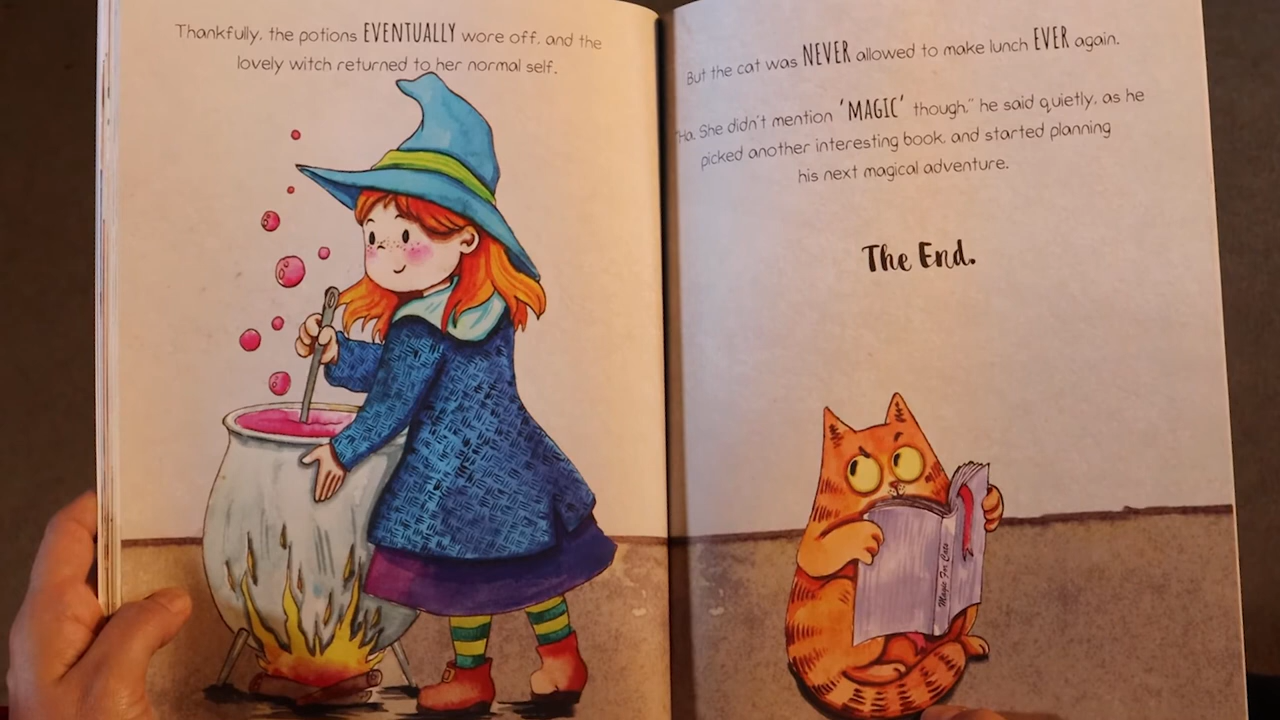 Thankfully, the potions EVENTUALLY wore off, and the
lovely witch returned to her normal self.
But the cat was NEVER allowed to make lunch EVER again.
"Ha. She didn't mention 'MAGIC' though," he said quietly, as he
picked another interesting book, and started planning
his next magical adventure.
The End.
Magic For Cats